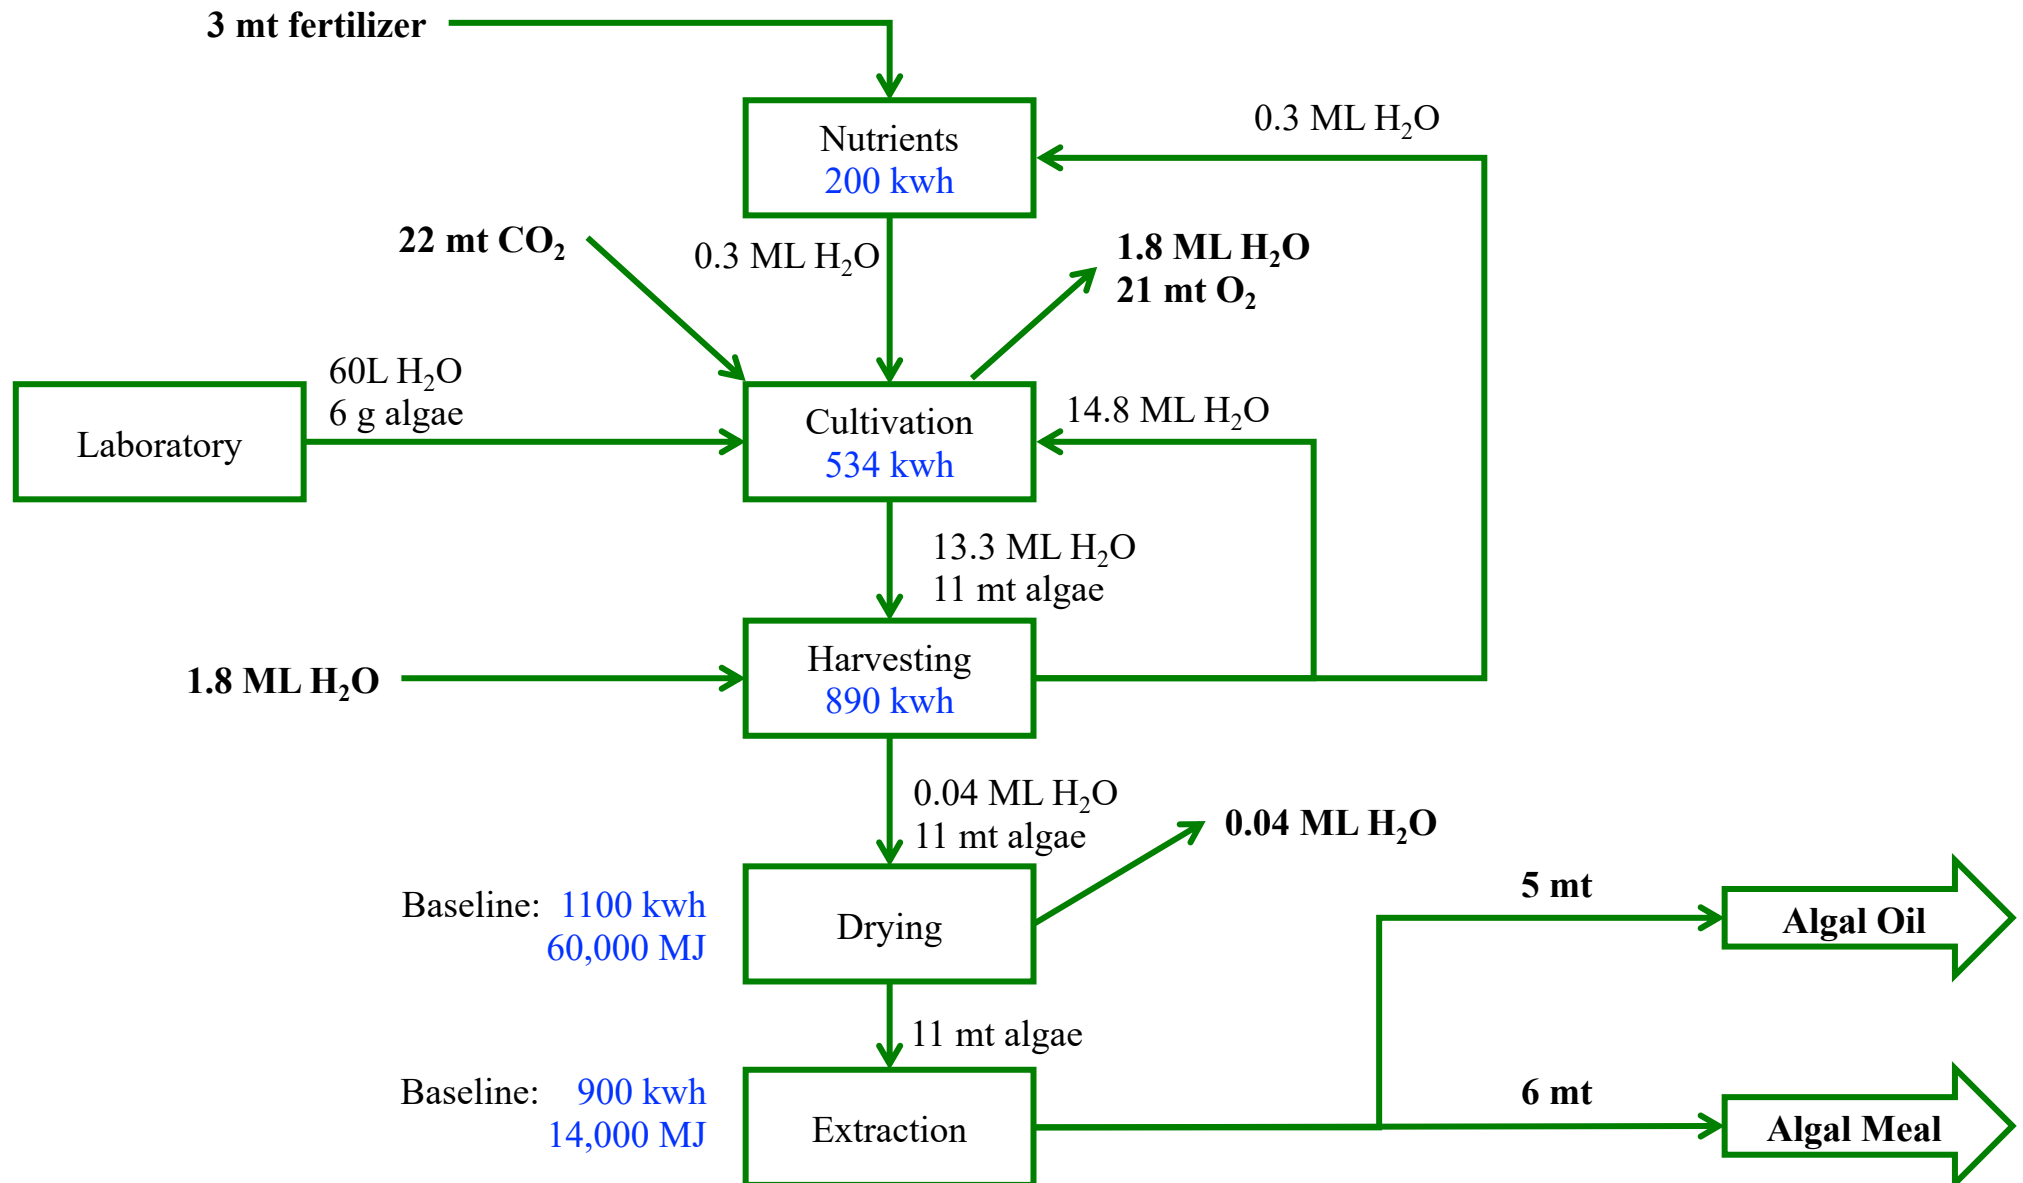 3 mt fertilizer
Nutrients
200 kwh
0.3 ML H₂O
22 mt CO₂
0.3 ML H₂O
1.8 ML H₂O
21 mt O₂
60L H₂O
6 g algae
Laboratory
Cultivation
534 kwh
14.8 ML H₂O
13.3 ML H₂O
11 mt algae
1.8 ML H₂O
Harvesting
890 kwh
0.04 ML H₂O
11 mt algae
0.04 ML H₂O
Baseline: 1100 kwh
60,000 MJ
Drying
5 mt
Algal Oil
11 mt algae
Baseline: 900 kwh
14,000 MJ
Extraction
6 mt
Algal Meal